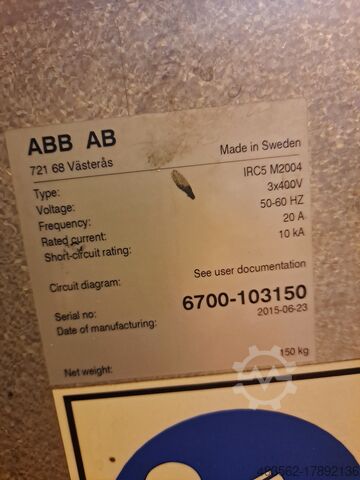 ABB AB
721 68 Västerås
Made in Sweden
Type: IRC5 M2004
Voltage: 3x400V
Frequency: 50-60 HZ
Rated current: 20 A
Short-circuit rating: 10 kA
Circuit diagram: See user documentation
Serial no: 6700-103150
Date of manufacturing: 2015-06-23
Net weight: 150 kg